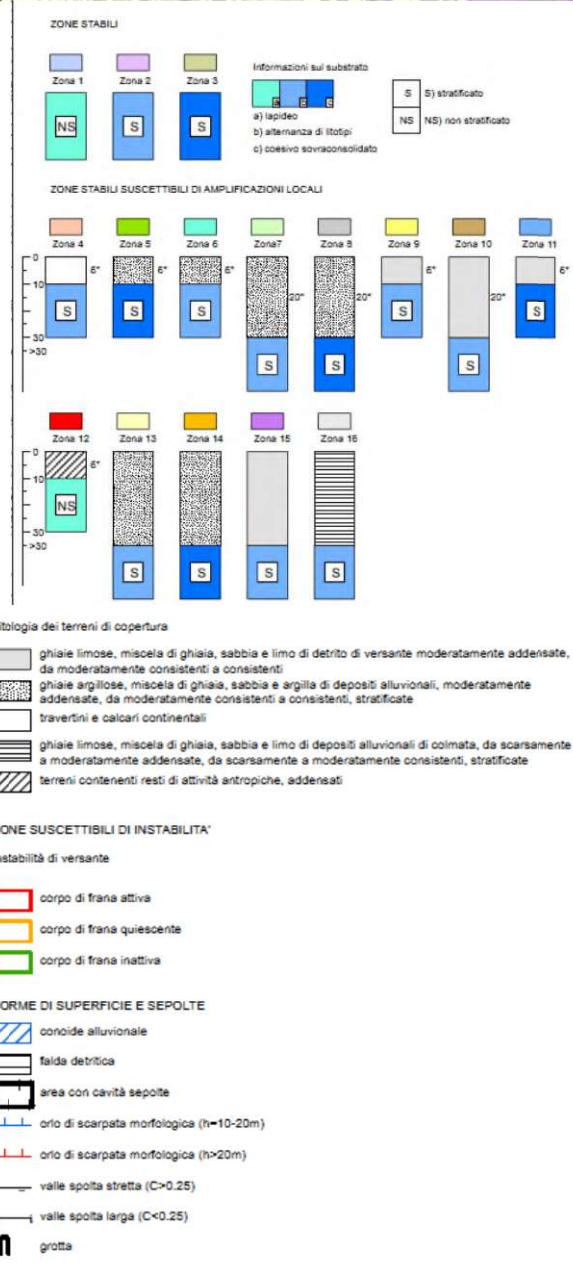 ZONE STABILI
Zona 1 Zona 2 Zona 3
NS S S
Informazioni sul substrato
a b c
a) lapideo
b) alternanza di litotipi
c) coesivo sovraconsolidato
S S) stratificato
NS NS) non stratificato
ZONE STABILI SUSCETTIBILI DI AMPLIFICAZIONI LOCALI
Zona 4 Zona 5 Zona 6 Zona7 Zona 8 Zona 9 Zona 10 Zona 11
0 6* 6* 6* 6* 6*
10 20* 20* 20*
S S S S S
30
>30 S S S
Zona 12 Zona 13 Zona 14 Zona 15 Zona 16
0 6*
10
NS
30
>30 S S S S
itologia dei terreni di copertura
ghiaie limose, miscela di ghiaia, sabbia e limo di detrito di versante moderatamente addensate,
da moderatamente consistenti a consistenti
ghiaie argillose, miscela di ghiaia, sabbia e argilla di depositi alluvionali, moderatamente
addensate, da moderatamente consistenti a consistenti, stratificate
travertini e calcari continentali
ghiaie limose, miscela di ghiaia, sabbia e limo di depositi alluvionali di colmata, da scarsamente
a moderatamente addensate, da scarsamente a moderatamente consistenti, stratificate
terreni contenenti resti di attività antropiche, addensati
ONE SUSCETTIBILI DI INSTABILITA'
stabilità di versante
corpo di frana attiva
corpo di frana quiescente
corpo di frana inattiva
ORME DI SUPERFICIE E SEPOLTE
conoide alluvionale
falda detritica
area con cavità sepolte
orlo di scarpata morfologica (h=10-20m)
orlo di scarpata morfologica (h>20m)
valle spolta stretta (C>0.25)
valle spolta larga (C<0.25)
grotta